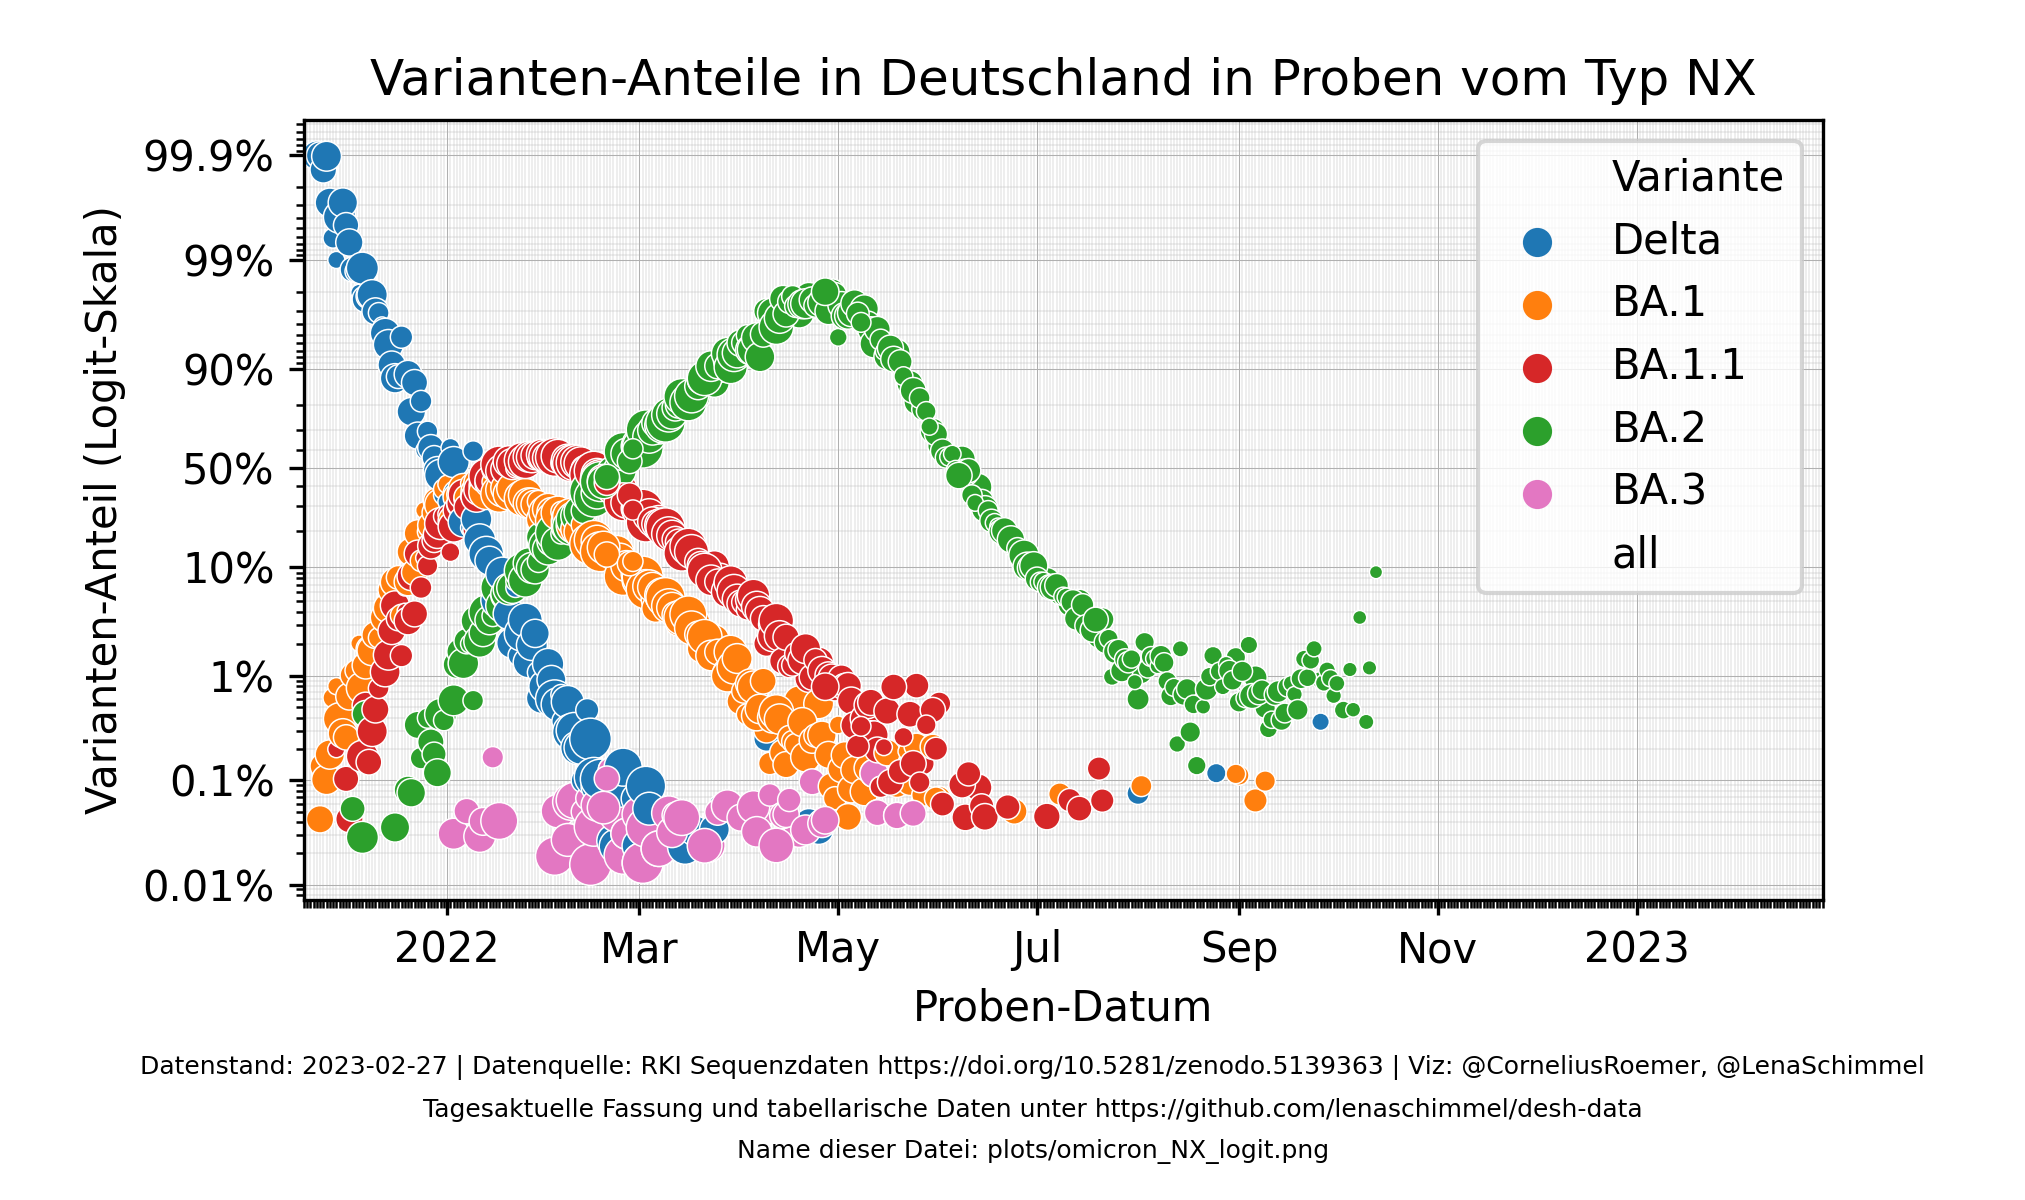 Varianten-Anteile in Deutschland in Proben vom Typ NX
Varianten-Anteil (Logit-Skala)
99.9%
99%
90%
50%
10%
1%
0.1%
0.01%
Variante
Delta
BA.1
BA.1.1
BA.2
BA.3
all
2022 Mar May Jul Sep Nov 2023
Proben-Datum
Datenstand: 2023-02-27 | Datenquelle: RKI Sequenzdaten https://doi.org/10.5281/zenodo.5139363 | Viz: @CorneliusRoemer, @LenaSchimmel
Tagesaktuelle Fassung und tabellarische Daten unter https://github.com/lenaschimmel/desh-data
Name dieser Datei: plots/omicron_NX_logit.png